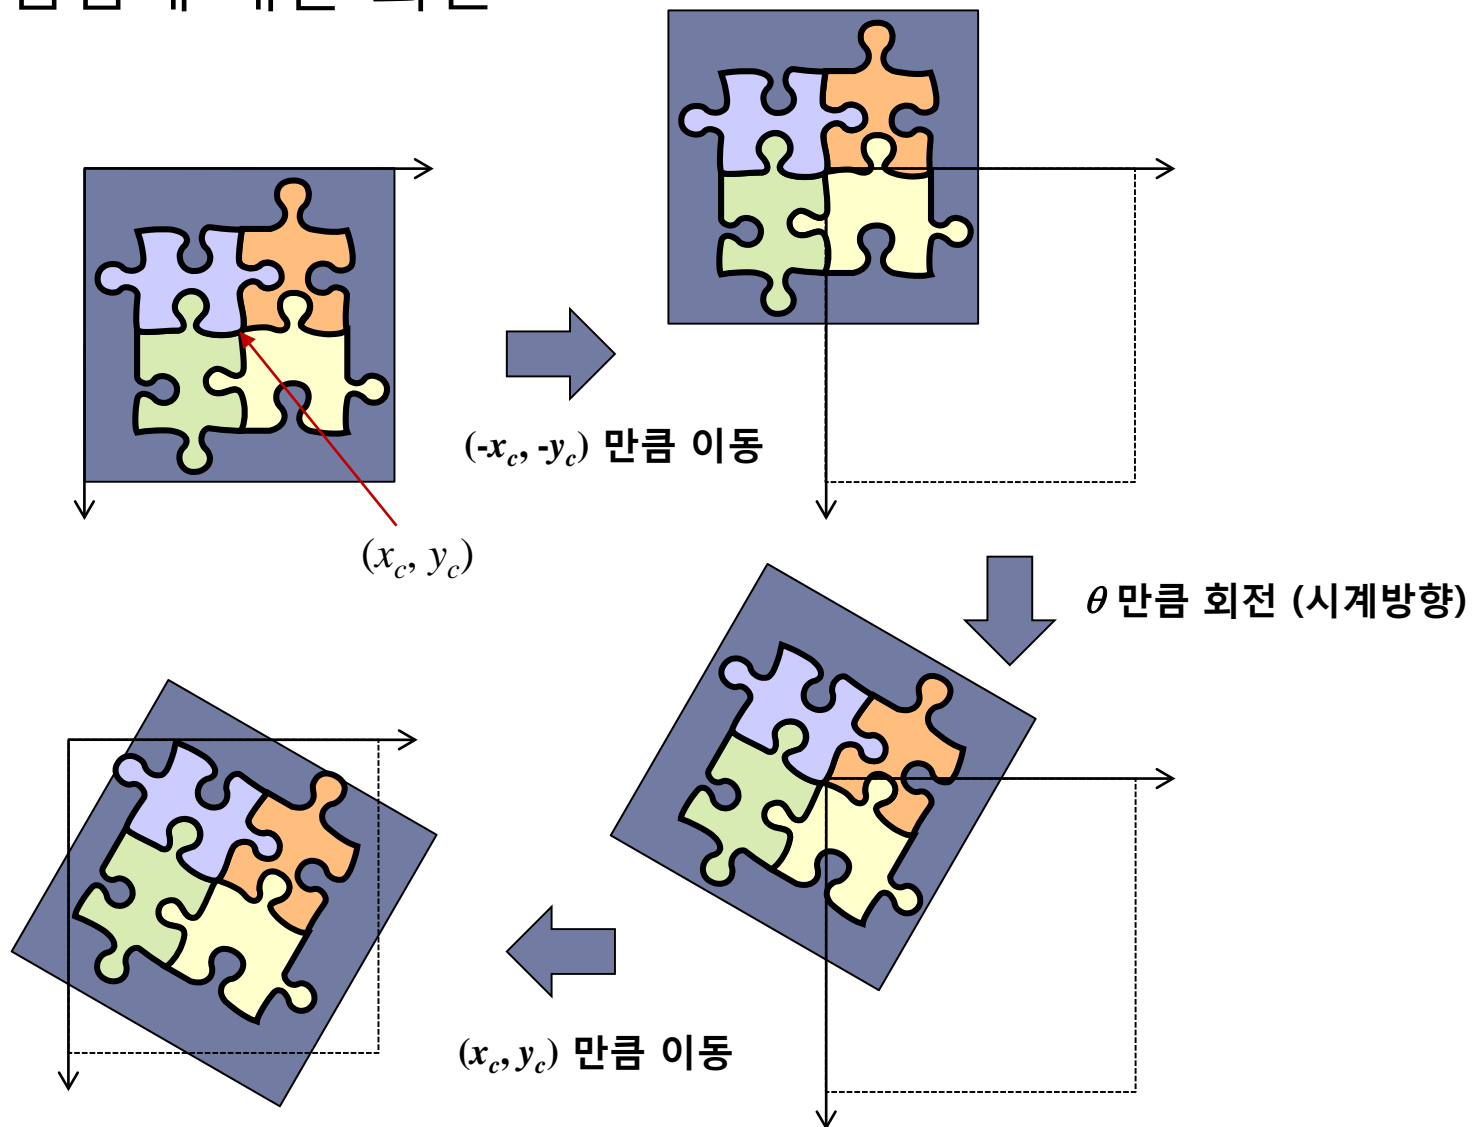 (-xc, -yc) 만큼 이동
(xc, yc)
θ 만큼 회전 (시계방향)
(xc, yc) 만큼 이동